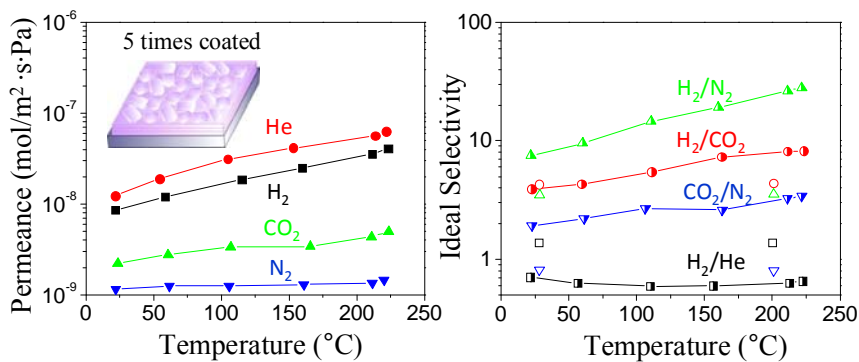 Permeance (mol/m² ·s·Pa)
10⁻⁶
10⁻⁷
10⁻⁸
10⁻⁹
5 times coated
He
H₂
CO₂
N₂
0 50 100 150 200 250
Temperature (°C)
Ideal Selectivity
100
10
1
H₂/N₂
H₂/CO₂
CO₂/N₂
H₂/He
0 50 100 150 200 250
Temperature (°C)